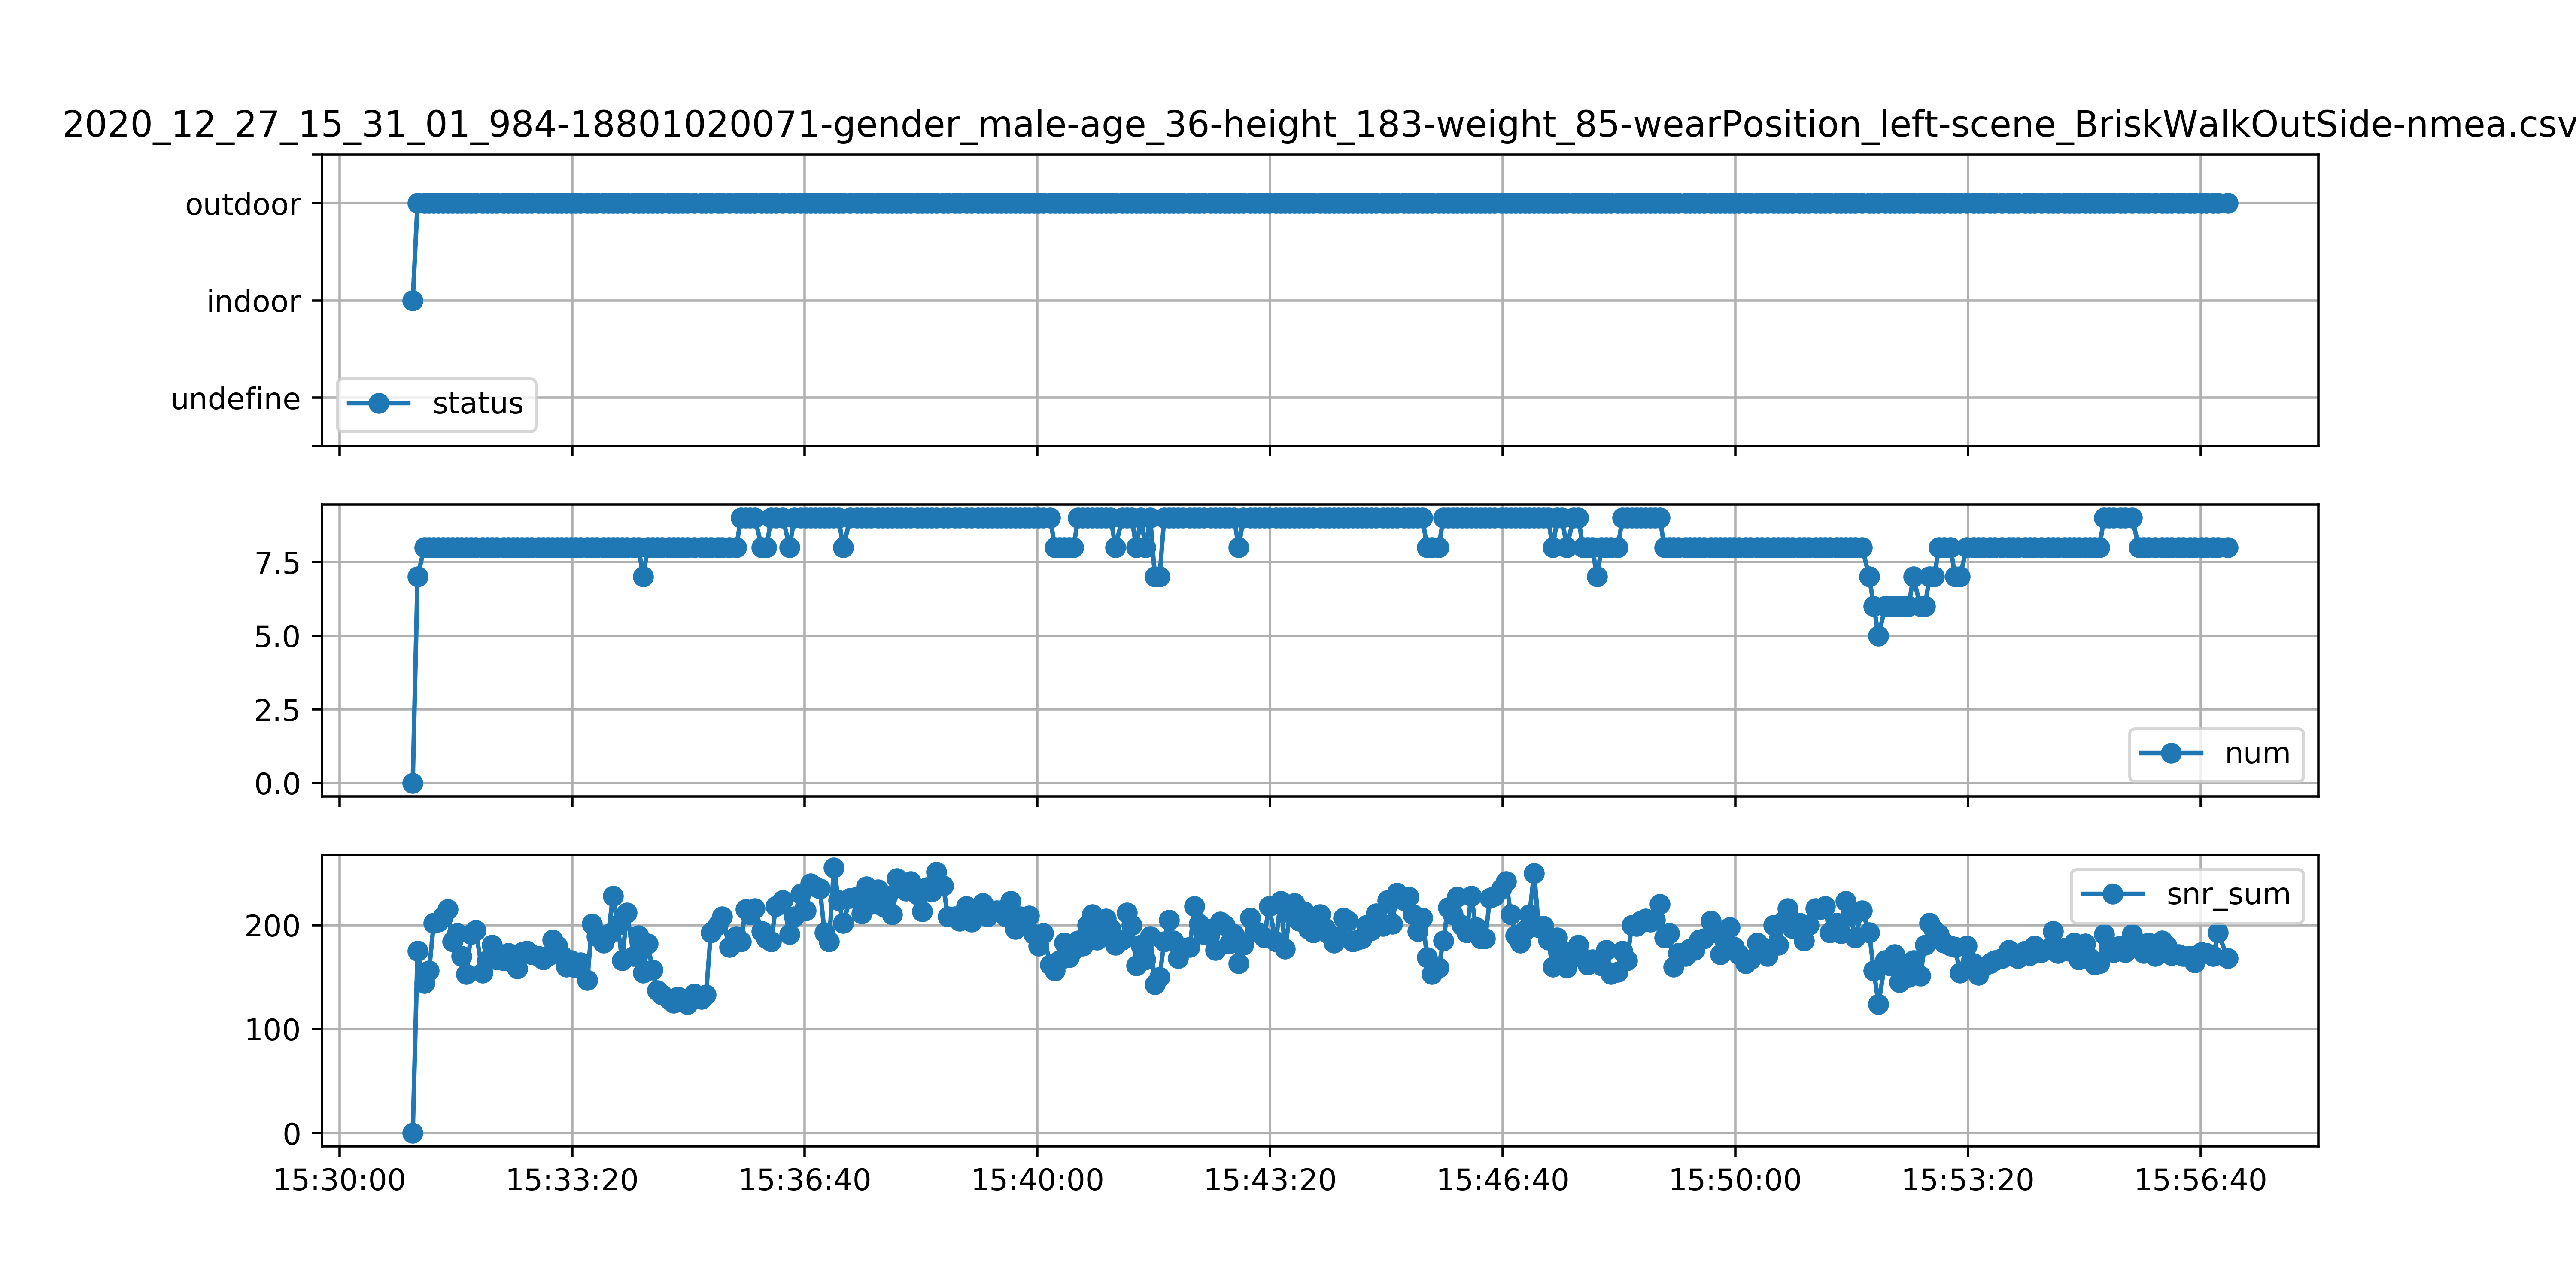 2020_12_27_15_31_01_984-18801020071-gender_male-age_36-height_183-weight_85-wearPosition_left-scene_BriskWalkOutSide-nmea.csv
outdoor
indoor
undefine
status
7.5
5.0
2.5
0.0
num
200
100
0
snr_sum
15:30:00 15:33:20 15:36:40 15:40:00 15:43:20 15:46:40 15:50:00 15:53:20 15:56:40